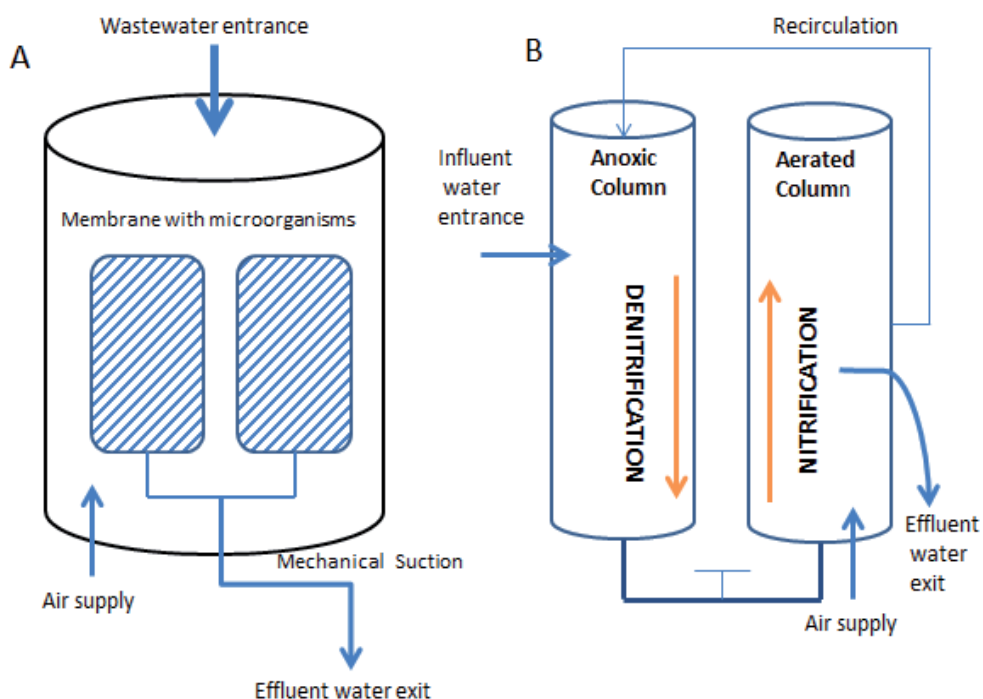 A
Wastewater entrance
Membrane with microorganisms
Air supply
Mechanical Suction
Effluent water exit
B
Recirculation
Influent
water
entrance
Anoxic
Column
Aerated
Column
DENITRIFICATION
NITRIFICATION
Effluent
water
exit
Air supply